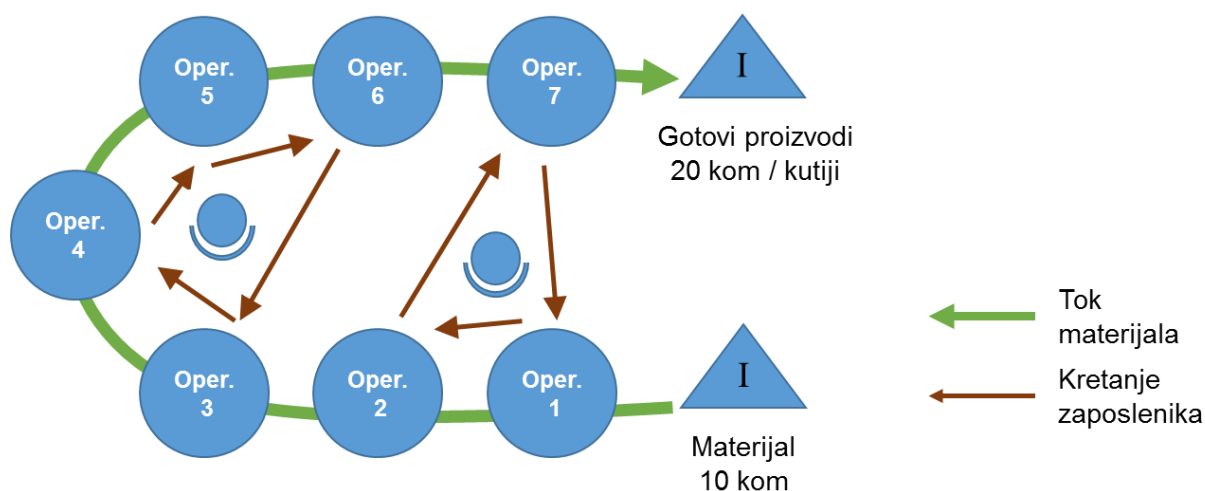 Oper.
5
Oper.
6
Oper.
7
I
Gotovi proizvodi
20 kom / kutiji
Oper.
4
Oper.
3
Oper.
2
Oper.
1
I
Materijal
10 kom
Tok
materijala
Kretanje
zaposlenika